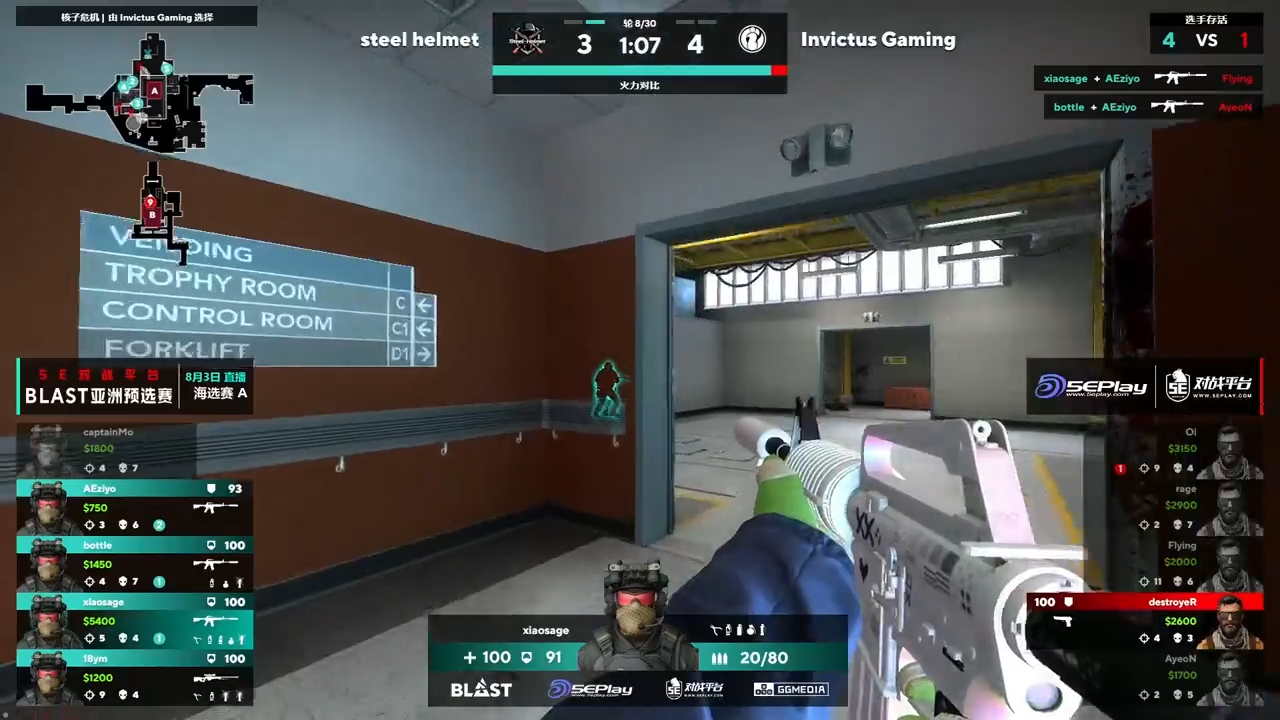 核子危机 | 由 Invictus Gaming 选择
steel helmet
3
轮 8/30
1:07
4
Invictus Gaming
火力对比
选手存活
4 VS 1
xiaosage + AEziyo Flying
bottle + AEziyo AyeoN
A
B
VENDING
TROPHY ROOM C
CONTROL ROOM C1
FORKLIFT D1
5E对战平台
BLAST亚洲预选赛
8月3日 直播
海选赛 A
5EPlay
www.5eplay.com
5E 对战平台
WWW.5EPLAY.COM
captainMo
$1800
4 7
AEziyo 93
$750
3 6 2
bottle 100
$1450
4 7 1
xiaosage 100
$5400
5 4 1
18ym 100
$1200
9 4
OI
$3150
1 9 4
rage
$2900
2 7
Flying
$2000
11 6
100 destroyeR
$2600
4 3
AyeoN
$1700
2 5
xiaosage
100 91
20/80
BLAST
5EPlay
5E 对战平台
GGMEDIA